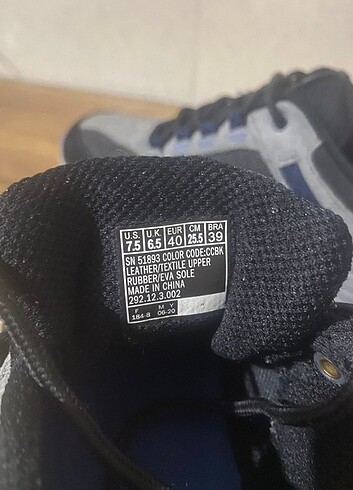 U.S. U.K EUR CM BRA
7.5 6.5 40 25.5 39
SN 51893 COLOR CODE:CCBK
LEATHER/TEXTILE UPPER
RUBBER/EVA SOLE
MADE IN CHINA
292.12.3.002
F M Y
184-8 06-20